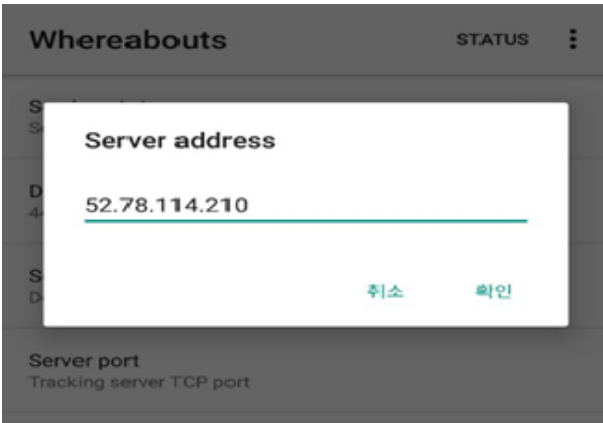 Whereabouts
STATUS
Server address
52.78.114.210
취소
확인
Server port
Tracking server TCP port